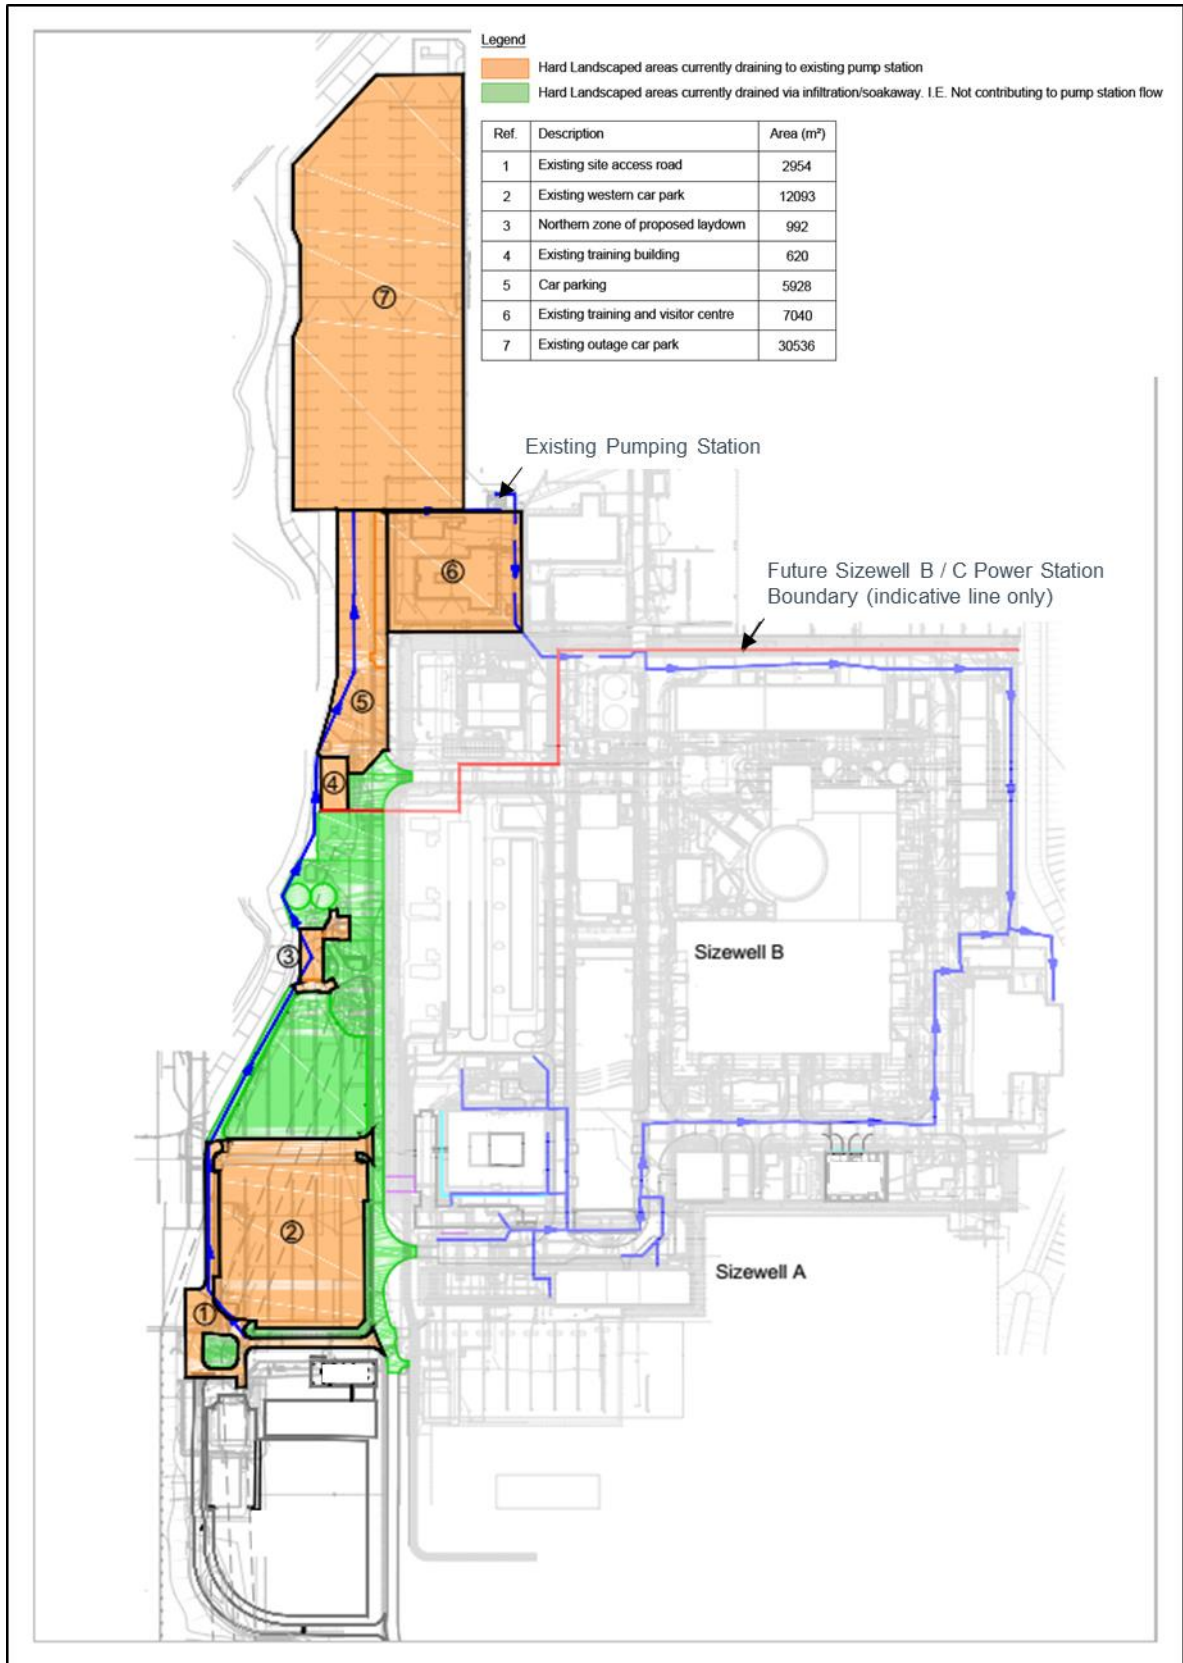 Legend
Hard Landscaped areas currently draining to existing pump station
Hard Landscaped areas currently drained via infiltration/soakaway. I.E. Not contributing to pump station flow
Ref. Description Area (m²)
1 Existing site access road 2954
2 Existing western car park 12093
3 Northern zone of proposed laydown 992
4 Existing training building 620
5 Car parking 5928
6 Existing training and visitor centre 7040
7 Existing outage car park 30536
7
Existing Pumping Station
6
Future Sizewell B / C Power Station
Boundary (indicative line only)
5
4
3
Sizewell B
2
Sizewell A
1